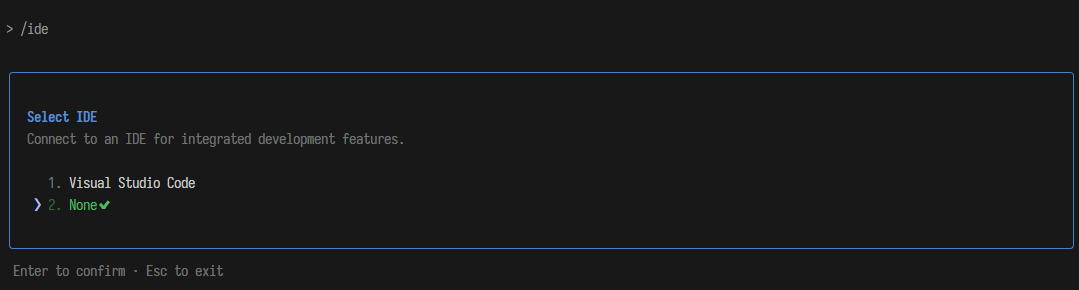 > /ide
Select IDE
Connect to an IDE for integrated development features.
1. Visual Studio Code
❯ 2. None✔
Enter to confirm · Esc to exit